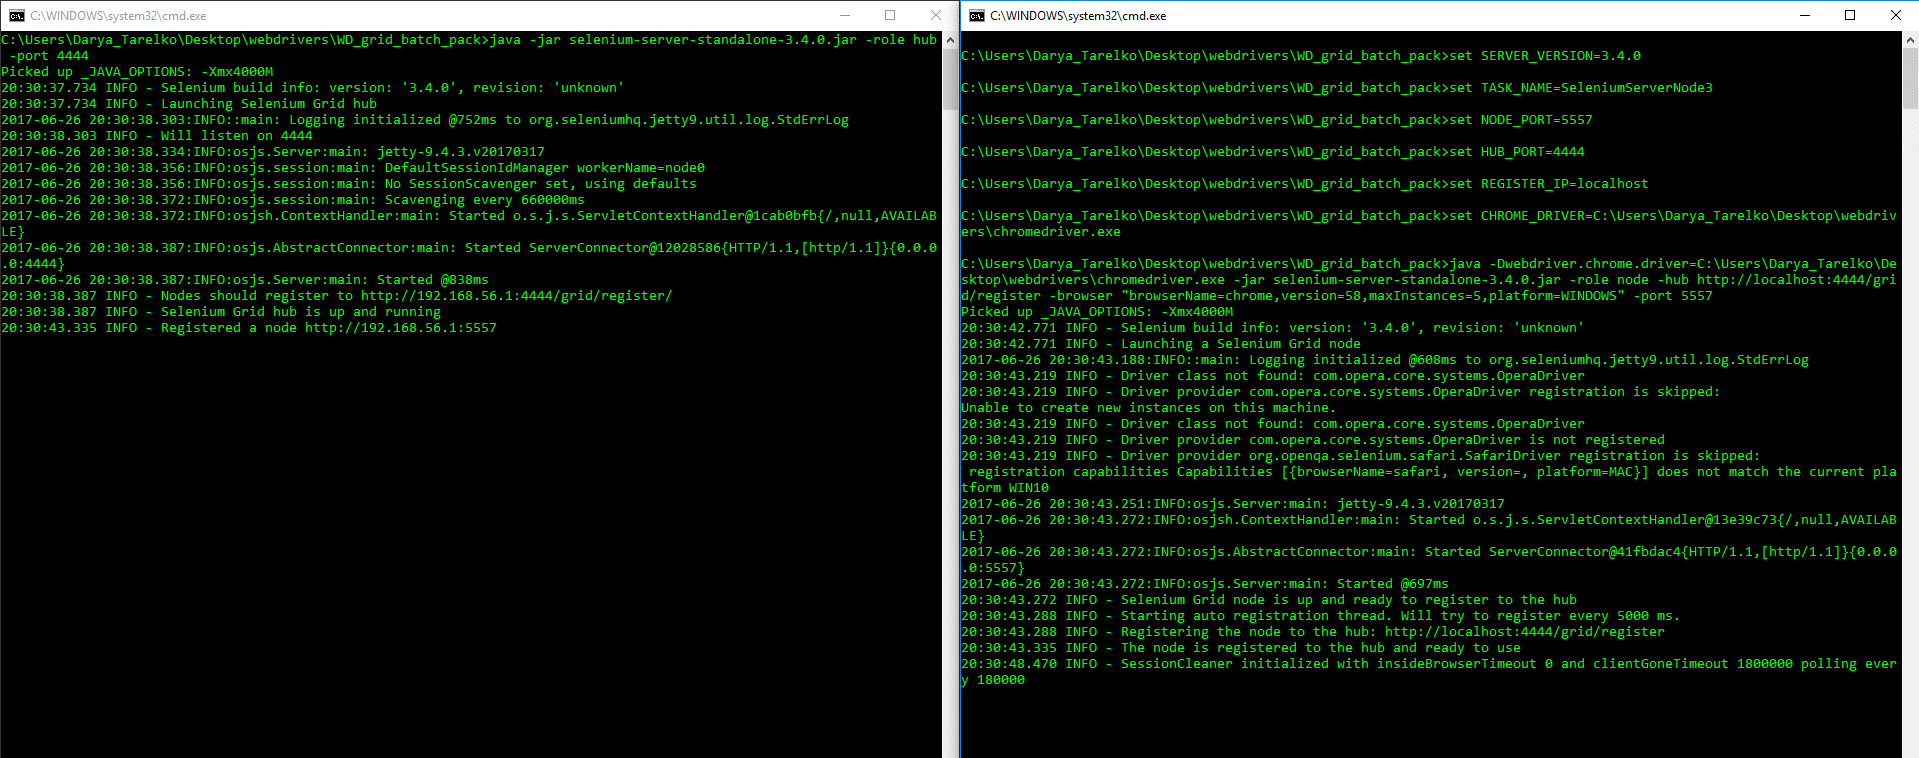 C:\WINDOWS\system32\cmd.exe
C:\Users\Darya_Tarelko\Desktop\webdrivers\WD_grid_batch_pack>java -jar selenium-server-standalone-3.4.0.jar -role hub
 -port 4444
Picked up _JAVA_OPTIONS: -Xmx4000M
20:30:37.734 INFO - Selenium build info: version: '3.4.0', revision: 'unknown'
20:30:37.734 INFO - Launching Selenium Grid hub
2017-06-26 20:30:38.303:INFO::main: Logging initialized @752ms to org.seleniumhq.jetty9.util.log.StdErrLog
20:30:38.303 INFO - Will listen on 4444
2017-06-26 20:30:38.334:INFO:osjs.Server:main: jetty-9.4.3.v20170317
2017-06-26 20:30:38.356:INFO:osjs.session:main: DefaultSessionIdManager workerName=node0
2017-06-26 20:30:38.356:INFO:osjs.session:main: No SessionScavenger set, using defaults
2017-06-26 20:30:38.372:INFO:osjs.session:main: Scavenging every 660000ms
2017-06-26 20:30:38.372:INFO:osjsh.ContextHandler:main: Started o.s.j.s.ServletContextHandler@1cab0bfb{/,null,AVAILAB
LE}
2017-06-26 20:30:38.387:INFO:osjs.AbstractConnector:main: Started ServerConnector@12028586{HTTP/1.1,[http/1.1]}{0.0.0
.0:4444}
2017-06-26 20:30:38.387:INFO:osjs.Server:main: Started @838ms
20:30:38.387 INFO - Nodes should register to http://192.168.56.1:4444/grid/register/
20:30:38.387 INFO - Selenium Grid hub is up and running
20:30:43.335 INFO - Registered a node http://192.168.56.1:5557
C:\WINDOWS\system32\cmd.exe
C:\Users\Darya_Tarelko\Desktop\webdrivers\WD_grid_batch_pack>set SERVER_VERSION=3.4.0
C:\Users\Darya_Tarelko\Desktop\webdrivers\WD_grid_batch_pack>set TASK_NAME=SeleniumServerNode3
C:\Users\Darya_Tarelko\Desktop\webdrivers\WD_grid_batch_pack>set NODE_PORT=5557
C:\Users\Darya_Tarelko\Desktop\webdrivers\WD_grid_batch_pack>set HUB_PORT=4444
C:\Users\Darya_Tarelko\Desktop\webdrivers\WD_grid_batch_pack>set REGISTER_IP=localhost
C:\Users\Darya_Tarelko\Desktop\webdrivers\WD_grid_batch_pack>set CHROME_DRIVER=C:\Users\Darya_Tarelko\Desktop\webdriv
ers\chromedriver.exe
C:\Users\Darya_Tarelko\Desktop\webdrivers\WD_grid_batch_pack>java -Dwebdriver.chrome.driver=C:\Users\Darya_Tarelko\De
sktop\webdrivers\chromedriver.exe -jar selenium-server-standalone-3.4.0.jar -role node -hub http://localhost:4444/gri
d/register -browser "browserName=chrome,version=58,maxInstances=5,platform=WINDOWS" -port 5557
Picked up _JAVA_OPTIONS: -Xmx4000M
20:30:42.771 INFO - Selenium build info: version: '3.4.0', revision: 'unknown'
20:30:42.771 INFO - Launching a Selenium Grid node
2017-06-26 20:30:43.188:INFO::main: Logging initialized @608ms to org.seleniumhq.jetty9.util.log.StdErrLog
20:30:43.219 INFO - Driver class not found: com.opera.core.systems.OperaDriver
20:30:43.219 INFO - Driver provider com.opera.core.systems.OperaDriver registration is skipped:
Unable to create new instances on this machine.
20:30:43.219 INFO - Driver class not found: com.opera.core.systems.OperaDriver
20:30:43.219 INFO - Driver provider com.opera.core.systems.OperaDriver is not registered
20:30:43.219 INFO - Driver provider org.openqa.selenium.safari.SafariDriver registration is skipped:
 registration capabilities Capabilities [{browserName=safari, version=, platform=MAC}] does not match the current pla
tform WIN10
2017-06-26 20:30:43.251:INFO:osjs.Server:main: jetty-9.4.3.v20170317
2017-06-26 20:30:43.272:INFO:osjsh.ContextHandler:main: Started o.s.j.s.ServletContextHandler@13e39c73{/,null,AVAILAB
LE}
2017-06-26 20:30:43.272:INFO:osjs.AbstractConnector:main: Started ServerConnector@41fbdac4{HTTP/1.1,[http/1.1]}{0.0.0
.0:5557}
2017-06-26 20:30:43.272:INFO:osjs.Server:main: Started @697ms
20:30:43.272 INFO - Selenium Grid node is up and ready to register to the hub
20:30:43.288 INFO - Starting auto registration thread. Will try to register every 5000 ms.
20:30:43.288 INFO - Registering the node to the hub: http://localhost:4444/grid/register
20:30:43.335 INFO - The node is registered to the hub and ready to use
20:30:48.470 INFO - SessionCleaner initialized with insideBrowserTimeout 0 and clientGoneTimeout 1800000 polling ever
y 180000